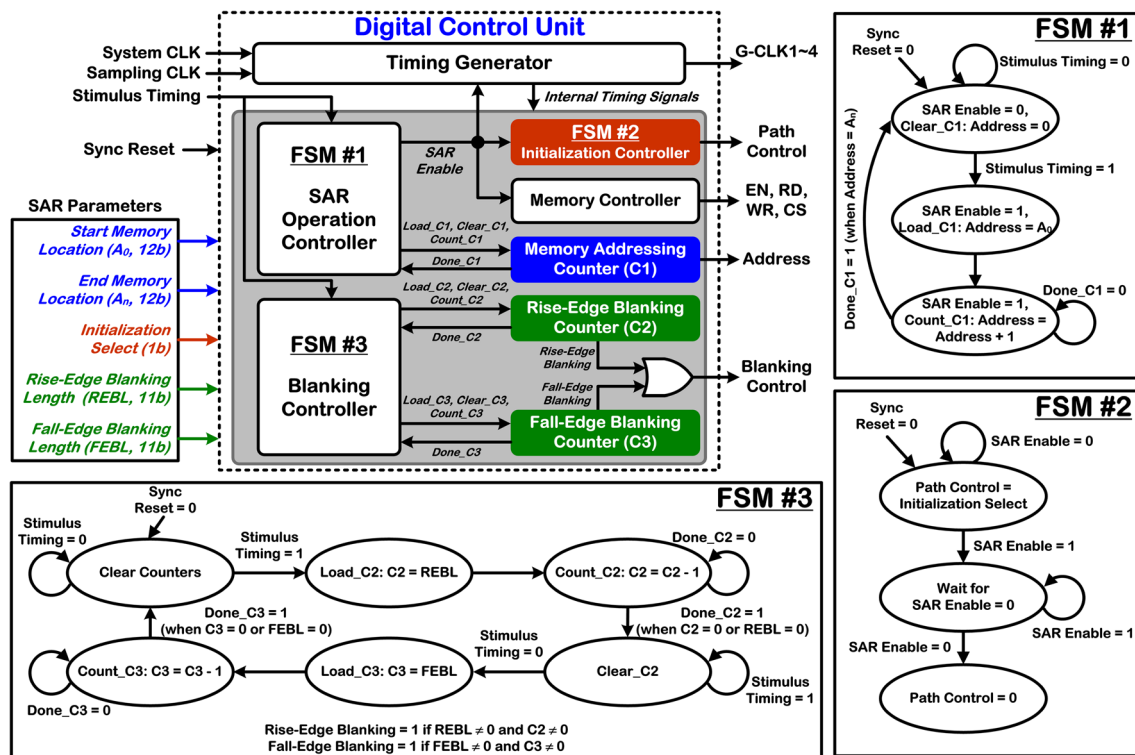 Digital Control Unit
System CLK
Sampling CLK
Stimulus Timing
Sync Reset
Timing Generator
G-CLK1~4
Internal Timing Signals
FSM #1
SAR
Operation
Controller
SAR
Enable
FSM #2
Initialization Controller
Path
Control
Memory Controller
EN, RD,
WR, CS
Load_C1, Clear_C1,
Count_C1
Done_C1
Memory Addressing
Counter (C1)
Address
Load_C2, Clear_C2,
Count_C2
Done_C2
Rise-Edge Blanking
Counter (C2)
FSM #3
Blanking
Controller
Rise-Edge
Blanking
Fall-Edge
Blanking
Blanking
Control
Load_C3, Clear_C3,
Count_C3
Done_C3
Fall-Edge Blanking
Counter (C3)
SAR Parameters
Start Memory
Location (A0, 12b)
End Memory
Location (An, 12b)
Initialization
Select (1b)
Rise-Edge Blanking
Length (REBL, 11b)
Fall-Edge Blanking
Length (FEBL, 11b)
FSM #1
Sync
Reset = 0
Stimulus Timing = 0
SAR Enable = 0,
Clear_C1: Address = 0
Stimulus Timing = 1
SAR Enable = 1,
Load_C1: Address = A0
Done_C1 = 0
SAR Enable = 1,
Count_C1: Address =
Address + 1
Done_C1 = 1 (when Address = An)
FSM #2
Sync
Reset = 0
SAR Enable = 0
Path Control =
Initialization Select
SAR Enable = 1
Wait for
SAR Enable = 0
SAR Enable = 1
SAR Enable = 0
Path Control = 0
FSM #3
Sync
Reset = 0
Stimulus
Timing = 0
Clear Counters
Stimulus
Timing = 1
Load_C2: C2 = REBL
Count_C2: C2 = C2 - 1
Done_C2 = 0
Done_C2 = 1
(when C2 = 0 or REBL = 0)
Clear_C2
Stimulus
Timing = 1
Stimulus
Timing = 0
Load_C3: C3 = FEBL
Count_C3: C3 = C3 - 1
Done_C3 = 0
Done_C3 = 1
(when C3 = 0 or FEBL = 0)
Rise-Edge Blanking = 1 if REBL ≠ 0 and C2 ≠ 0
Fall-Edge Blanking = 1 if FEBL ≠ 0 and C3 ≠ 0